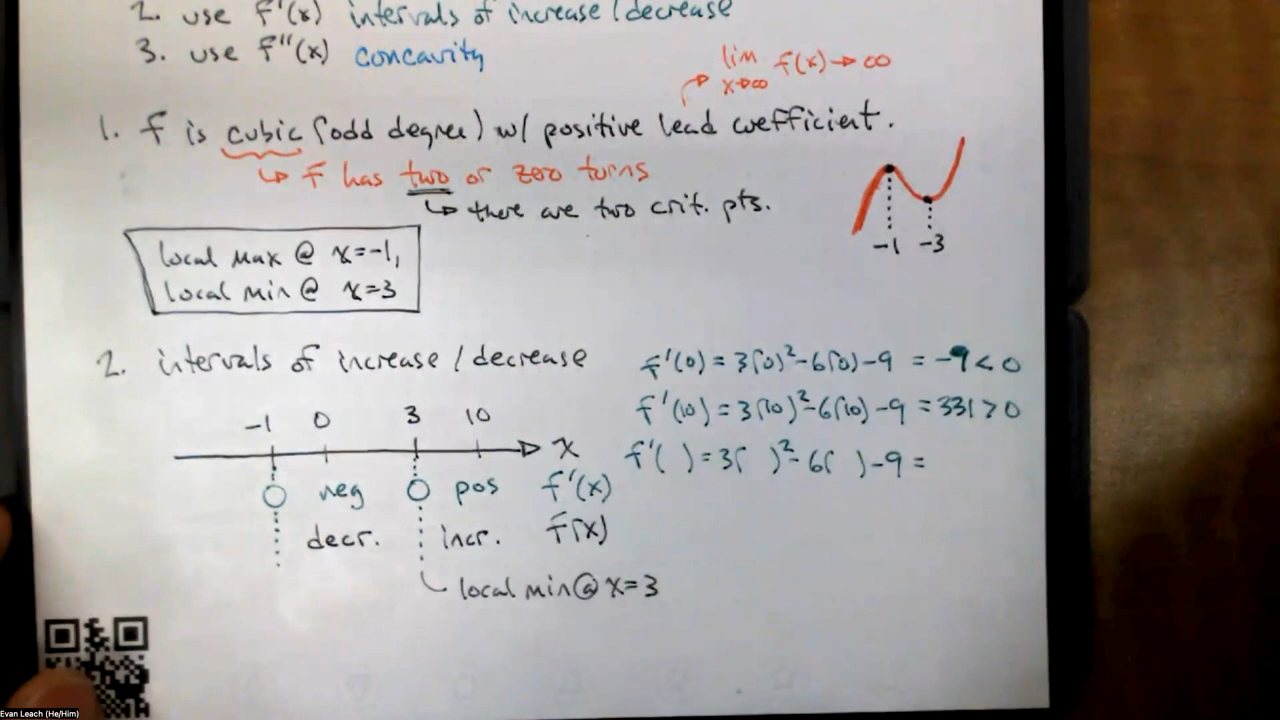 2. use f'(x) intervals of increase / decrease
3. use f''(x) concavity
lim x→∞ f(x) → ∞
1. f is cubic (odd degree) w/ positive lead coefficient.
↳ f has two or zero turns
↳ there are two crit. pts.
-1 -3
local max @ x=-1,
local min @ x=3
2. intervals of increase / decrease
f'(0) = 3(0)²-6(0)-9 = -9 < 0
f'(10) = 3(10)²-6(10)-9 = 331 > 0
f'( ) = 3( )²-6( )-9 =
-1 0 3 10
x
0 neg 0 pos f'(x)
decr. incr. f(x)
local min @ x=3
Evan Leach (He/Him)